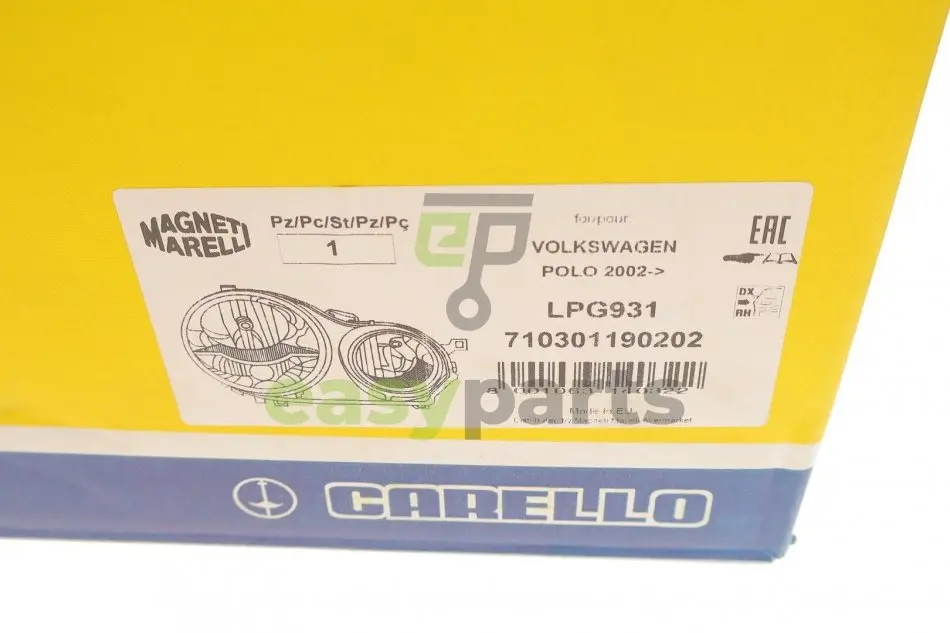 MAGNETI
MARELLI
Pz/Pc/St/Pz/Pç
1
for/pour:
VOLKSWAGEN
POLO 2002->
LPG931
710301190202
Made in EU
EAC
DX
RH
ep
easyparts
CARELLO